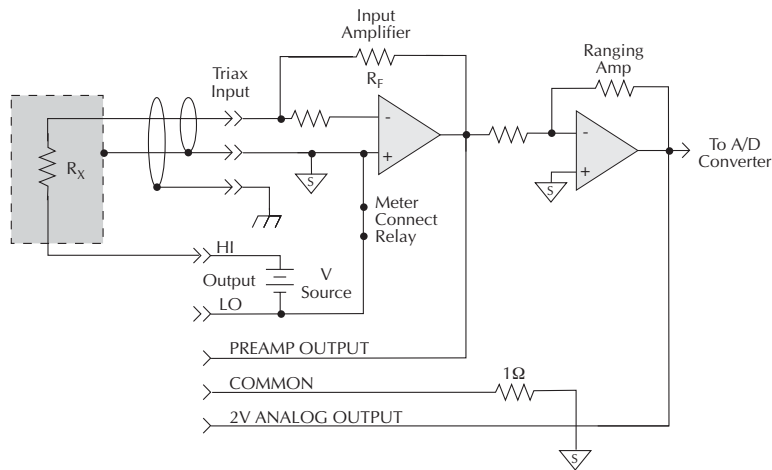 Input
Amplifier
Ranging
Amp
Triax
Input
R_F
-
-
R_X
+
To A/D
Converter
S
+
S
Meter
Connect
Relay
HI
Output
V
Source
LO
PREAMP OUTPUT
1Ω
COMMON
2V ANALOG OUTPUT
S